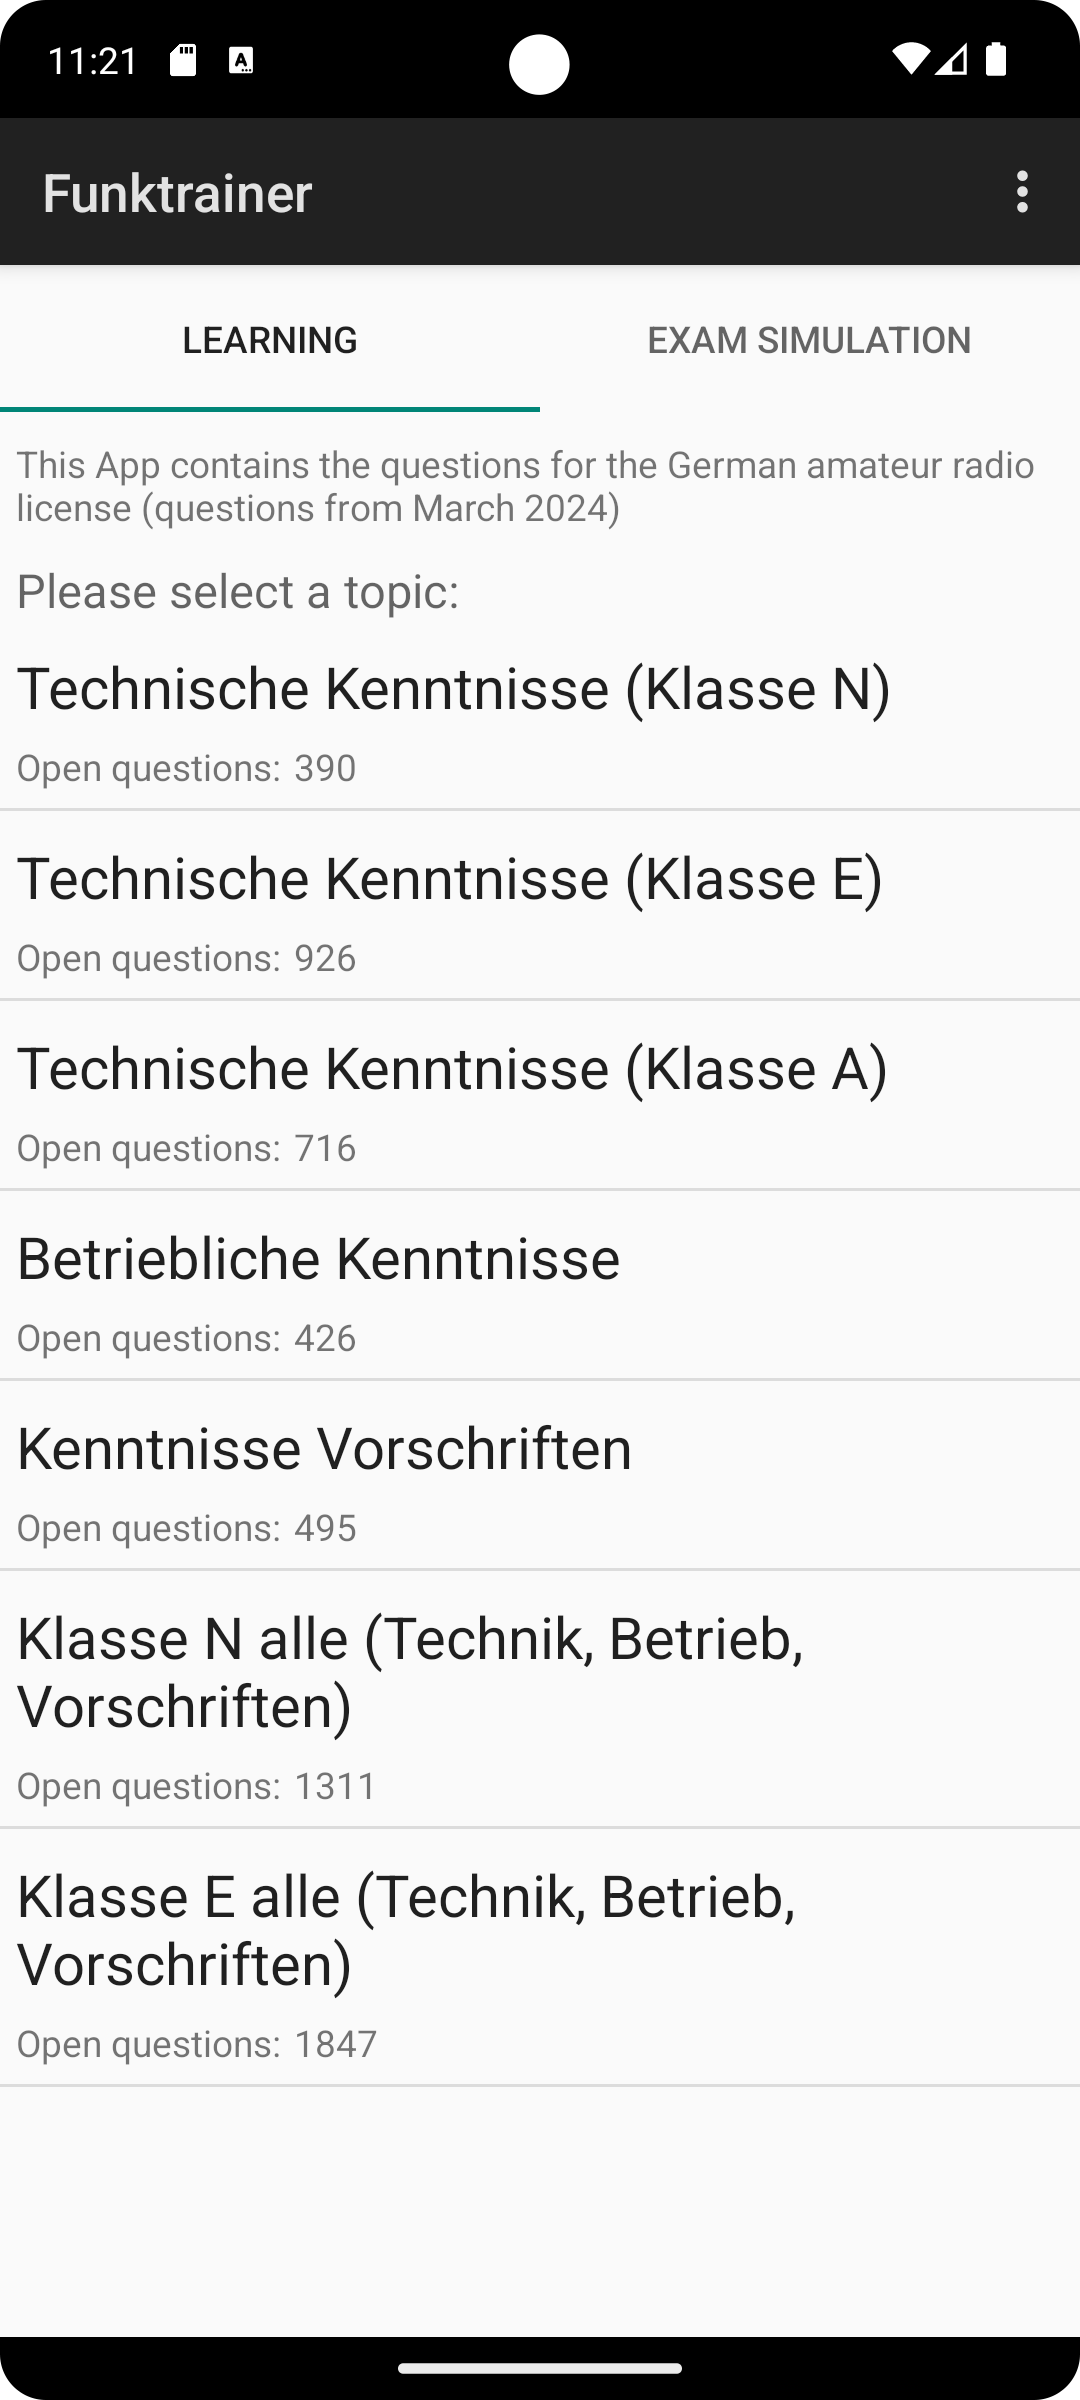 11:21
Funktrainer
LEARNING
EXAM SIMULATION
This App contains the questions for the German amateur radio
license (questions from March 2024)
Please select a topic:
Technische Kenntnisse (Klasse N)
Open questions: 390
Technische Kenntnisse (Klasse E)
Open questions: 926
Technische Kenntnisse (Klasse A)
Open questions: 716
Betriebliche Kenntnisse
Open questions: 426
Kenntnisse Vorschriften
Open questions: 495
Klasse N alle (Technik, Betrieb,
Vorschriften)
Open questions: 1311
Klasse E alle (Technik, Betrieb,
Vorschriften)
Open questions: 1847